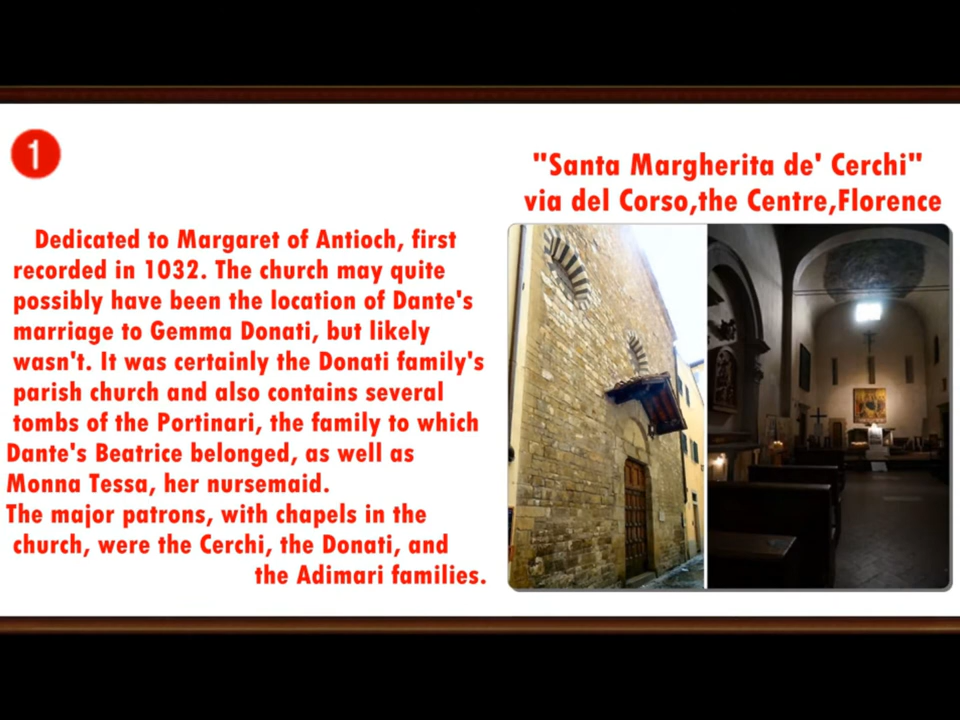 1
"Santa Margherita de' Cerchi"
via del Corso,the Centre,Florence
Dedicated to Margaret of Antioch, first
recorded in 1032. The church may quite
possibly have been the location of Dante's
marriage to Gemma Donati, but likely
wasn't. It was certainly the Donati family's
parish church and also contains several
tombs of the Portinari, the family to which
Dante's Beatrice belonged, as well as
Monna Tessa, her nursemaid.
The major patrons, with chapels in the
church, were the Cerchi, the Donati, and
the Adimari families.